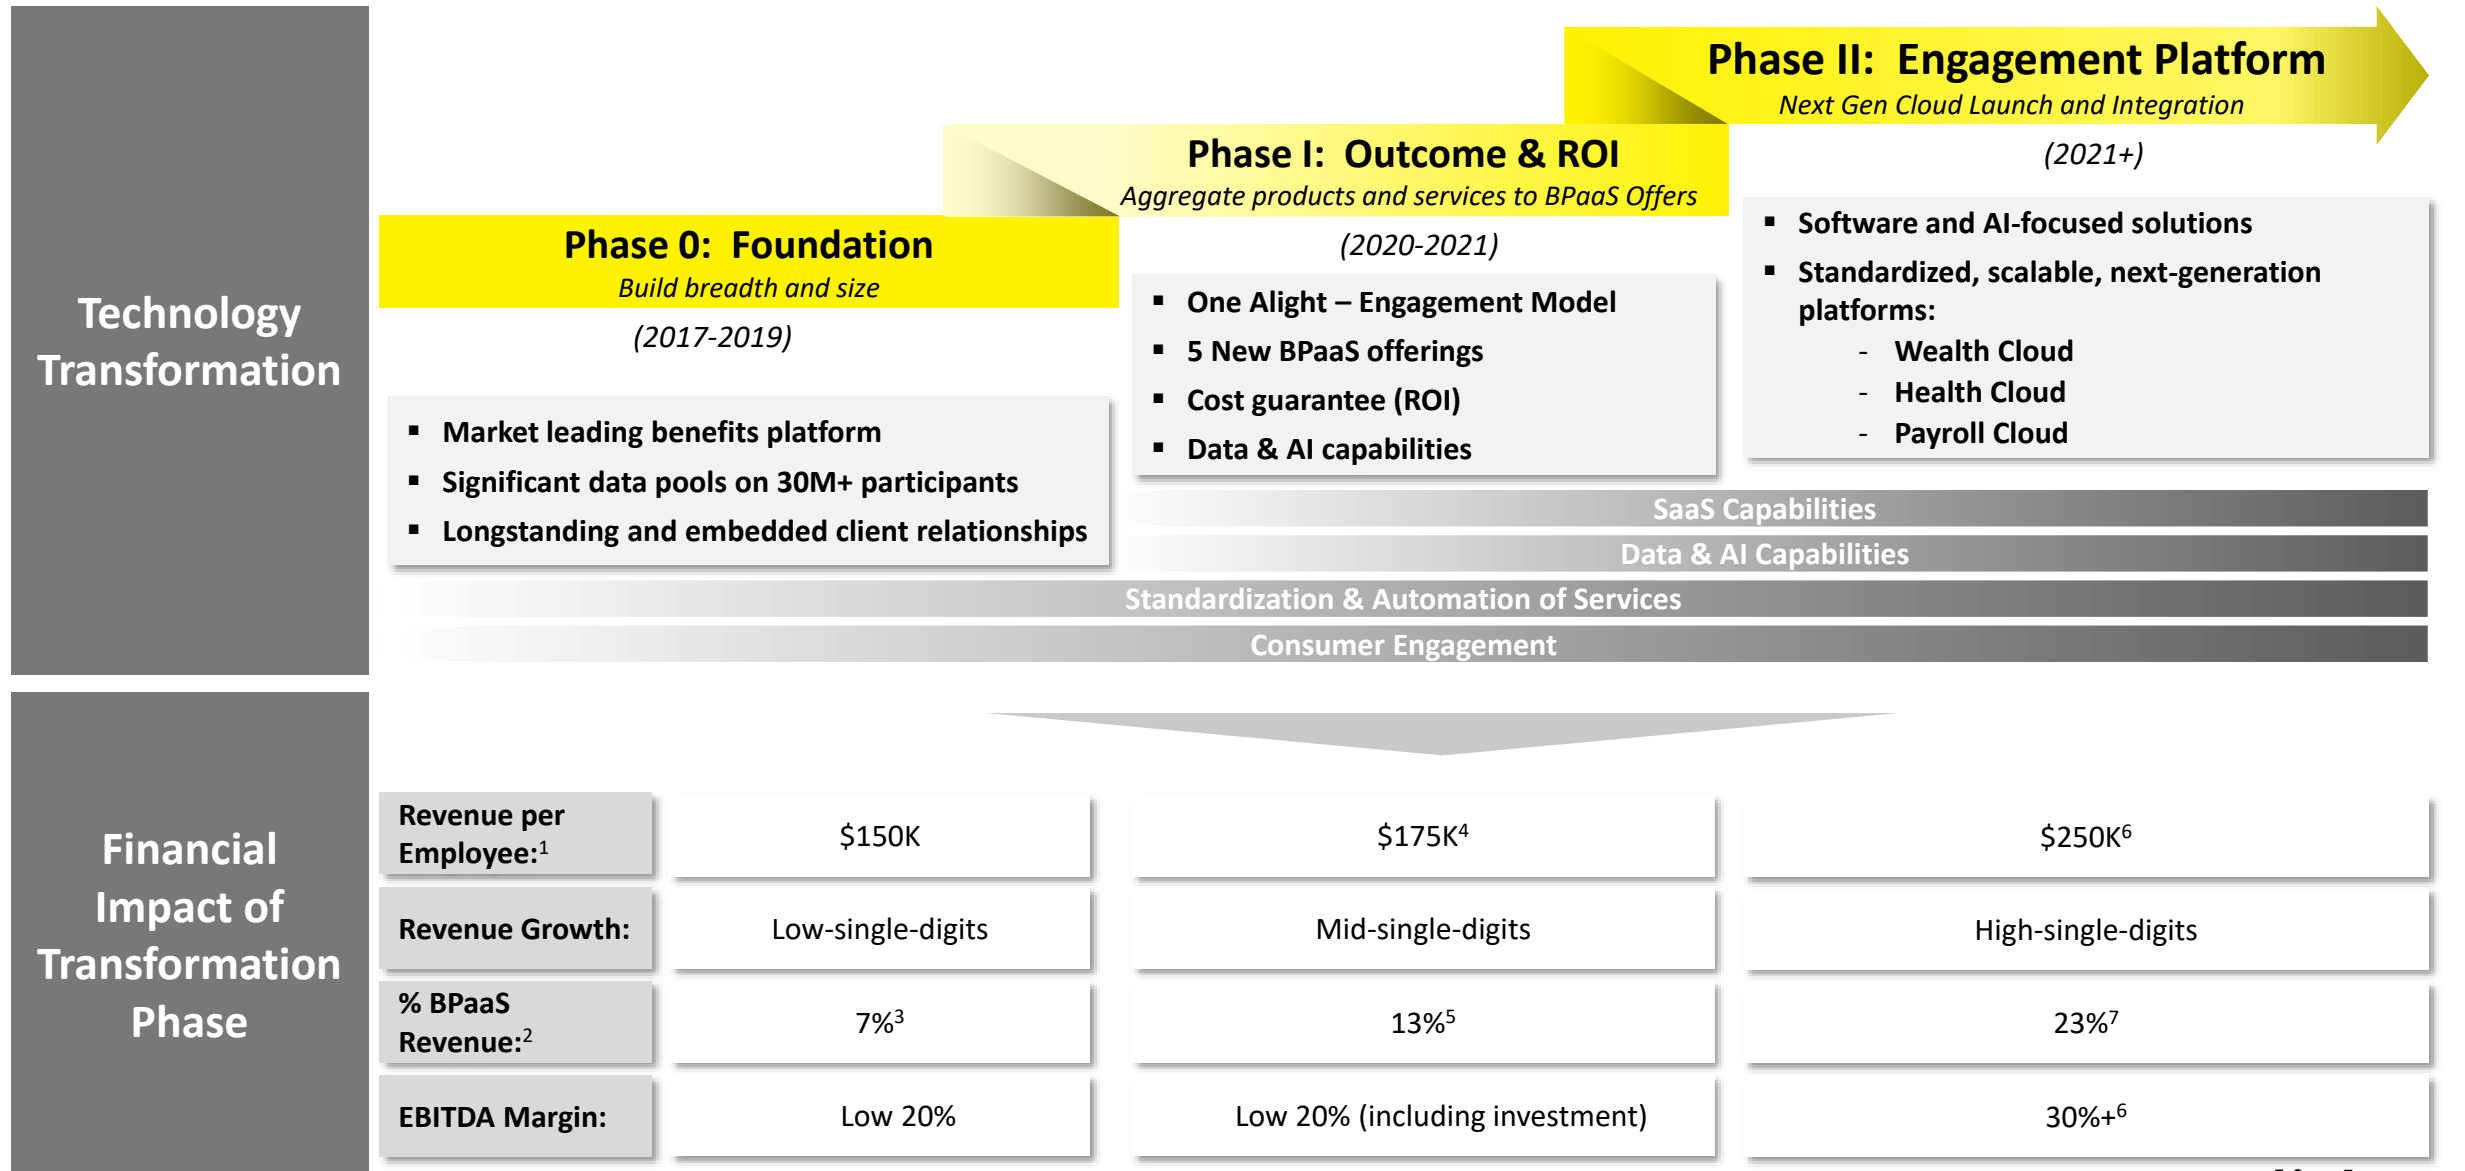 Technology
Transformation
Phase 0: Foundation
Build breadth and size
(2017-2019)
▪ Market leading benefits platform
▪ Significant data pools on 30M+ participants
▪ Longstanding and embedded client relationships
Phase I: Outcome & ROI
Aggregate products and services to BPaaS Offers
(2020-2021)
▪ One Alight – Engagement Model
▪ 5 New BPaaS offerings
▪ Cost guarantee (ROI)
▪ Data & AI capabilities
Phase II: Engagement Platform
Next Gen Cloud Launch and Integration
(2021+)
▪ Software and AI-focused solutions
▪ Standardized, scalable, next-generation
platforms:
- Wealth Cloud
- Health Cloud
- Payroll Cloud
SaaS Capabilities
Data & AI Capabilities
Standardization & Automation of Services
Consumer Engagement
Financial
Impact of
Transformation
Phase
Revenue per
Employee:¹
$150K
$175K⁴
$250K⁶
Revenue Growth:
Low-single-digits
Mid-single-digits
High-single-digits
% BPaaS
Revenue:²
7%³
13%⁵
23%⁷
EBITDA Margin:
Low 20%
Low 20% (including investment)
30%+⁶